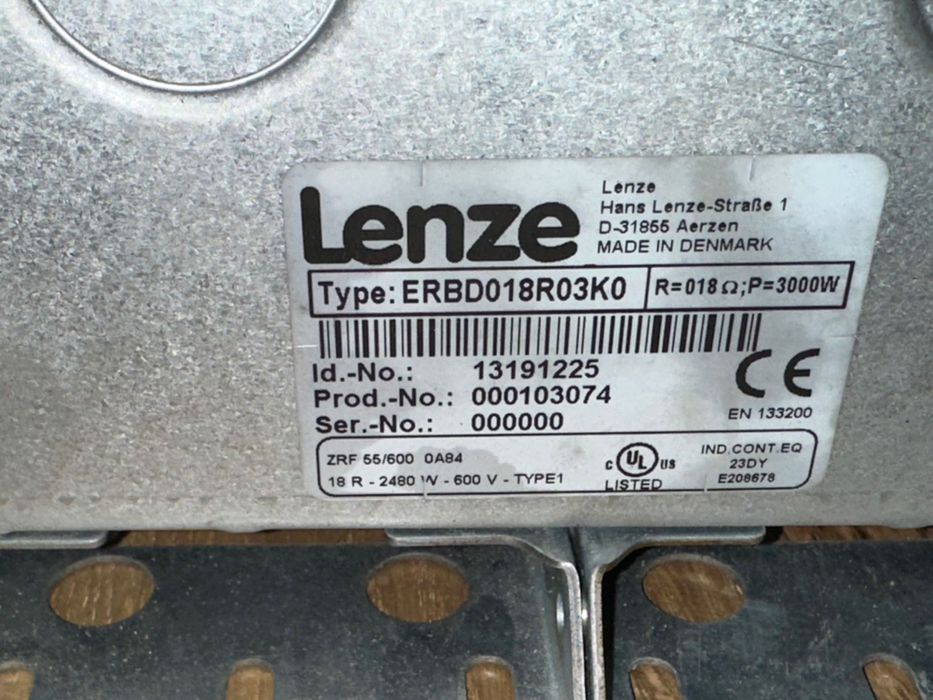 Lenze
Lenze
Hans Lenze-Straße 1
D-31855 Aerzen
MADE IN DENMARK
Type: ERBD018R03K0
R=018 Ω;P=3000W
Id.-No.: 13191225
Prod.-No.: 000103074
Ser.-No.: 000000
CE
EN 133200
ZRF 55/600 0A84
18 R - 2480 W - 600 V - TYPE1
c UL US
LISTED
IND.CONT.EQ
23DY
E208678